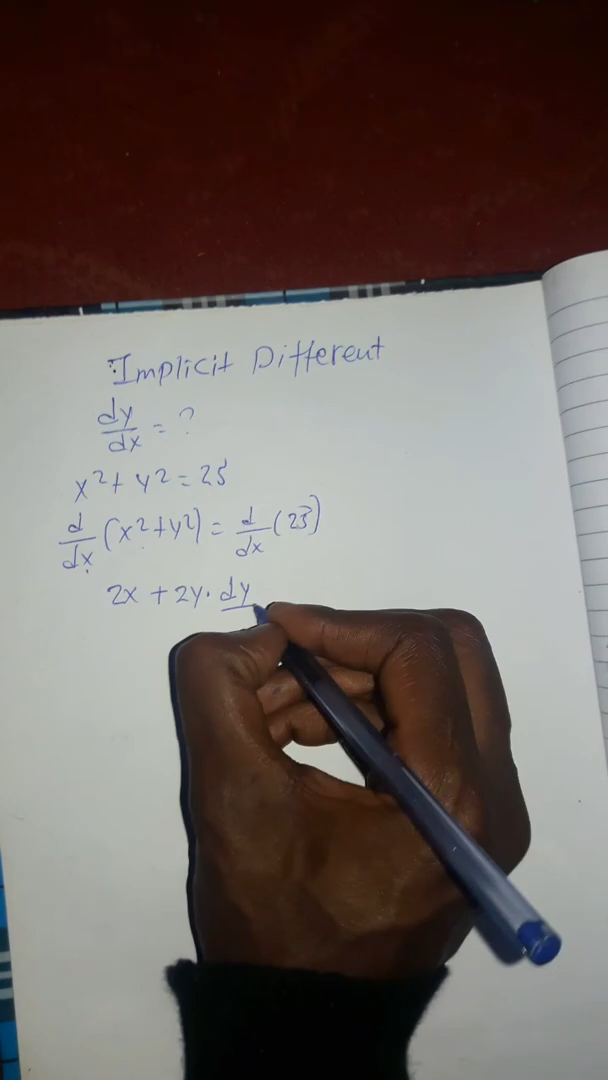 Implicit Different
dy/dx = ?
x² + y² = 25
d/dx (x² + y²) = d/dx (25)
2x + 2y · dy